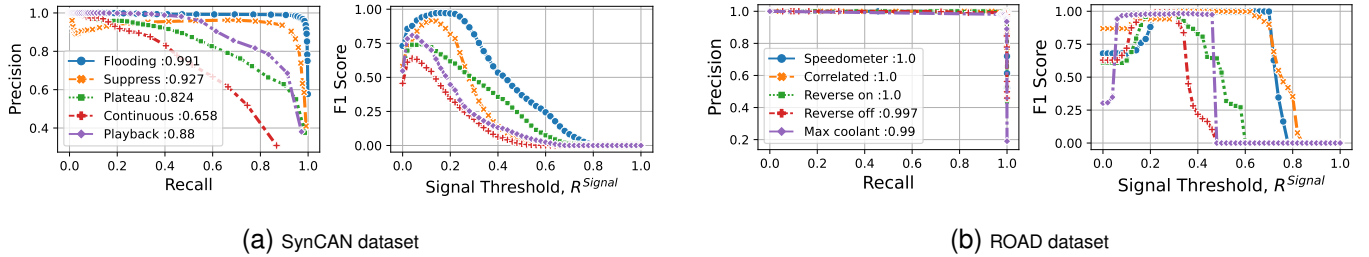 1.0
0.8
0.6
0.4
Precision
Flooding :0.991
Suppress :0.927
Plateau :0.824
Continuous :0.658
Playback :0.88
0.0 0.2 0.4 0.6 0.8 1.0
Recall
1.00
0.75
0.50
0.25
0.00
F1 Score
0.0 0.2 0.4 0.6 0.8 1.0
Signal Threshold, R^Signal
(a) SynCAN dataset
1.0
0.8
0.6
0.4
0.2
Precision
Speedometer :1.0
Correlated :1.0
Reverse on :1.0
Reverse off :0.997
Max coolant :0.99
0.0 0.2 0.4 0.6 0.8 1.0
Recall
1.00
0.75
0.50
0.25
0.00
F1 Score
0.0 0.2 0.4 0.6 0.8 1.0
Signal Threshold, R^Signal
(b) ROAD dataset